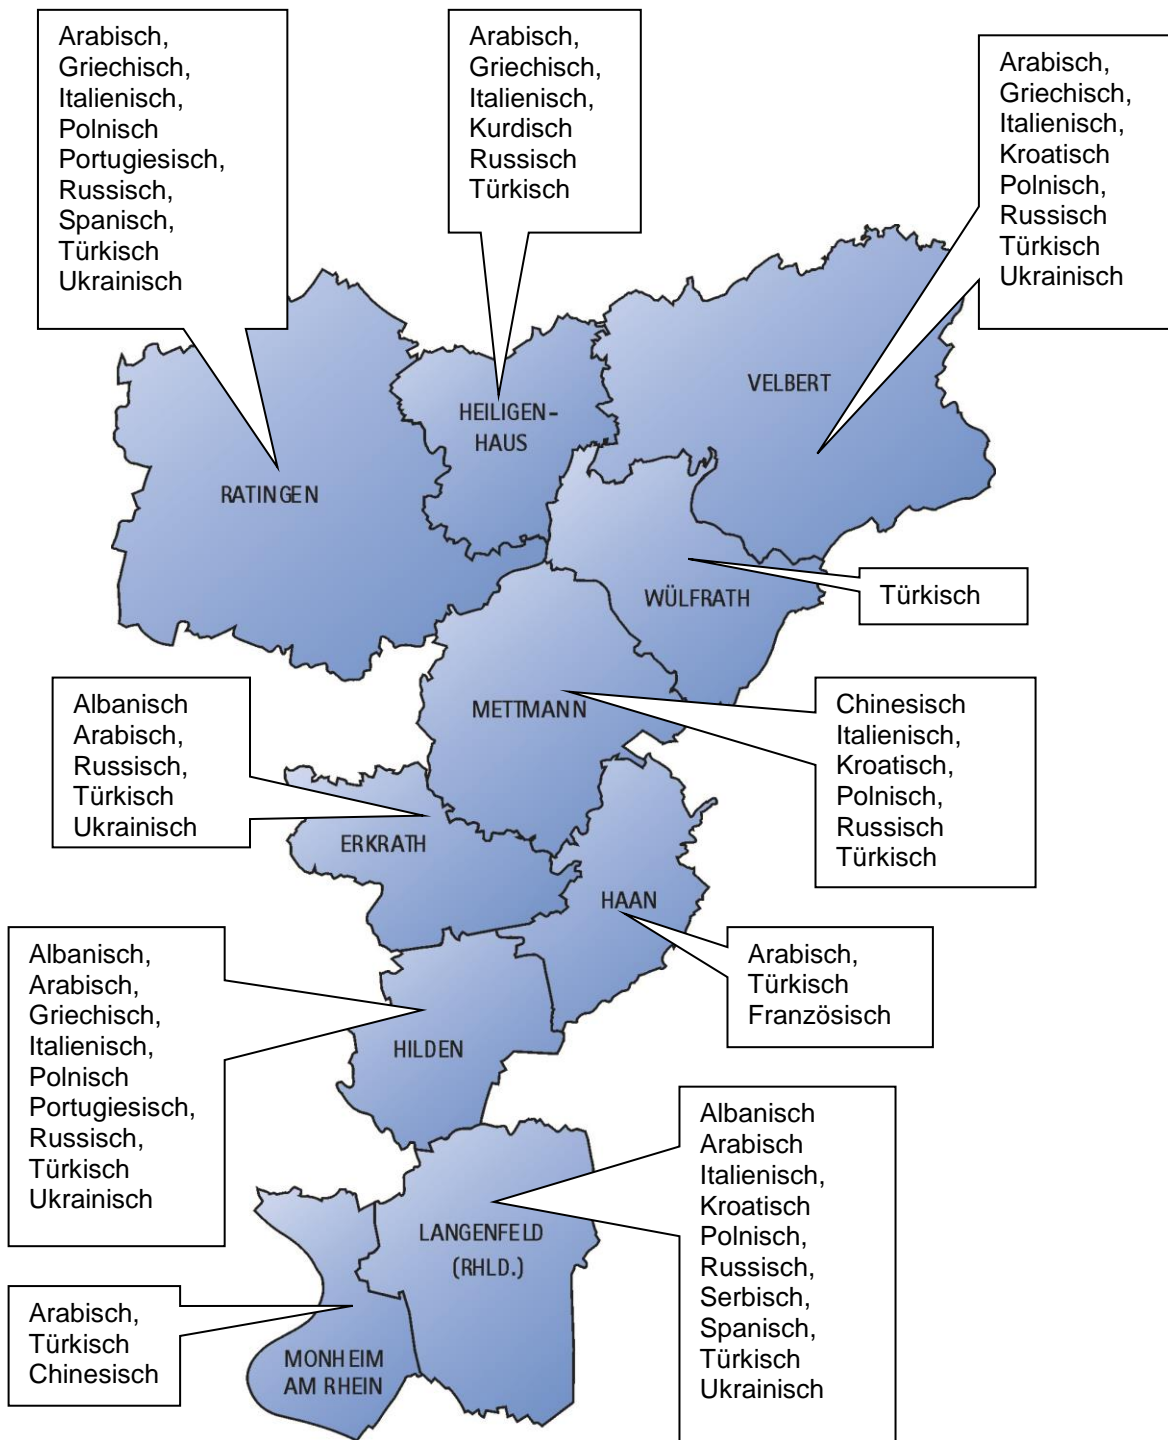 Arabisch,
Griechisch,
Italienisch,
Polnisch
Portugiesisch,
Russisch,
Spanisch,
Türkisch
Ukrainisch
Arabisch,
Griechisch,
Italienisch,
Kurdisch
Russisch
Türkisch
Arabisch,
Griechisch,
Italienisch,
Kroatisch
Polnisch,
Russisch
Türkisch
Ukrainisch
VELBERT
HEILIGEN-
HAUS
RATINGEN
WÜLFRATH
Türkisch
METTMANN
Albanisch
Arabisch,
Russisch,
Türkisch
Ukrainisch
Chinesisch
Italienisch,
Kroatisch,
Polnisch,
Russisch
Türkisch
ERKRATH
HAAN
Arabisch,
Türkisch
Französisch
Albanisch,
Arabisch,
Griechisch,
Italienisch,
Polnisch
Portugiesisch,
Russisch,
Türkisch
Ukrainisch
HILDEN
Albanisch
Arabisch
Italienisch,
Kroatisch
Polnisch,
Russisch,
Serbisch,
Spanisch,
Türkisch
Ukrainisch
LANGENFELD
(RHLD.)
Arabisch,
Türkisch
Chinesisch
MONHEIM
AM RHEIN